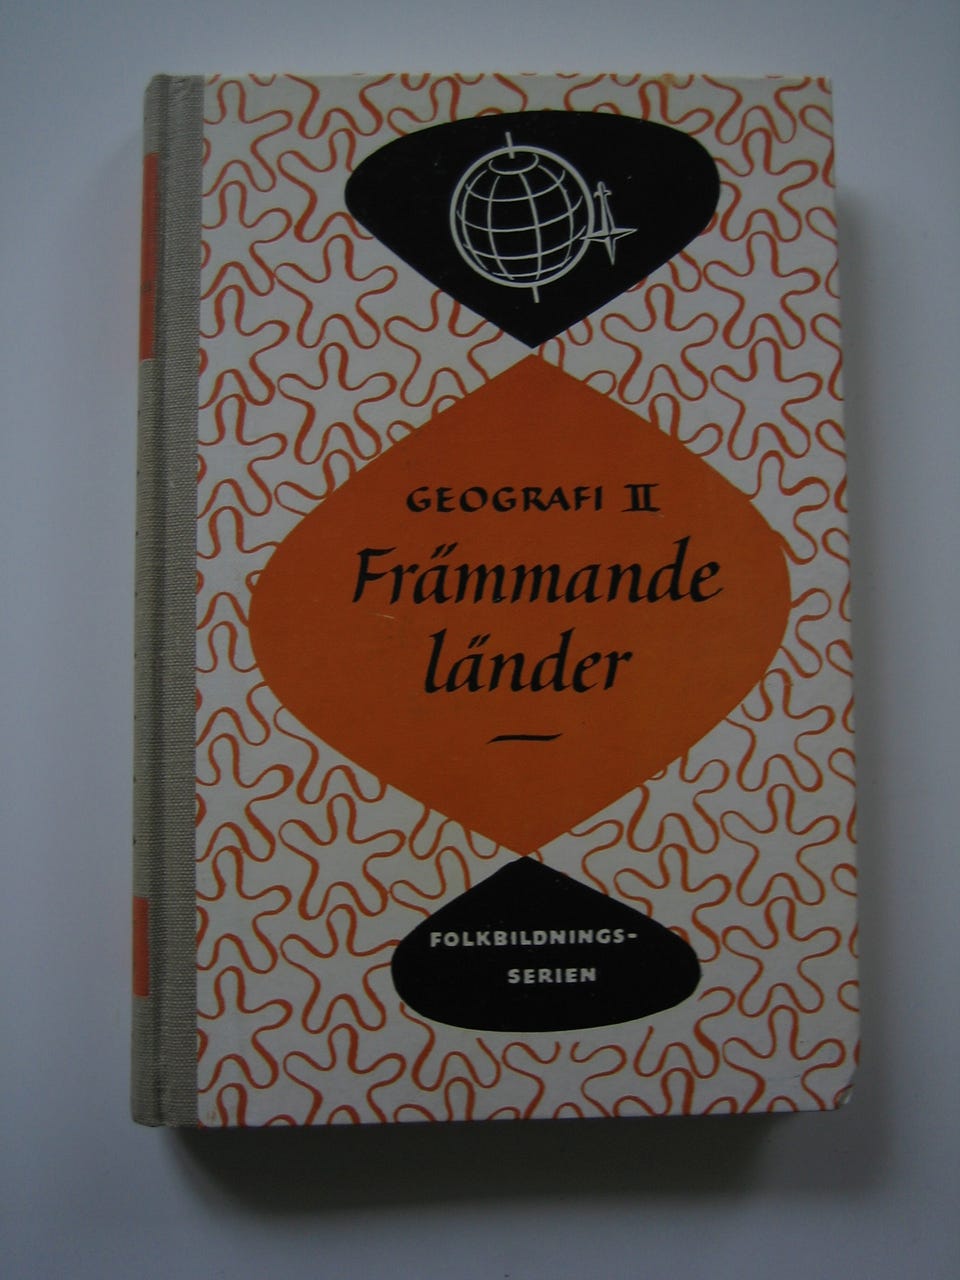 GEOGRAFI II
Främmande
länder
FOLKBILDNINGS-
SERIEN